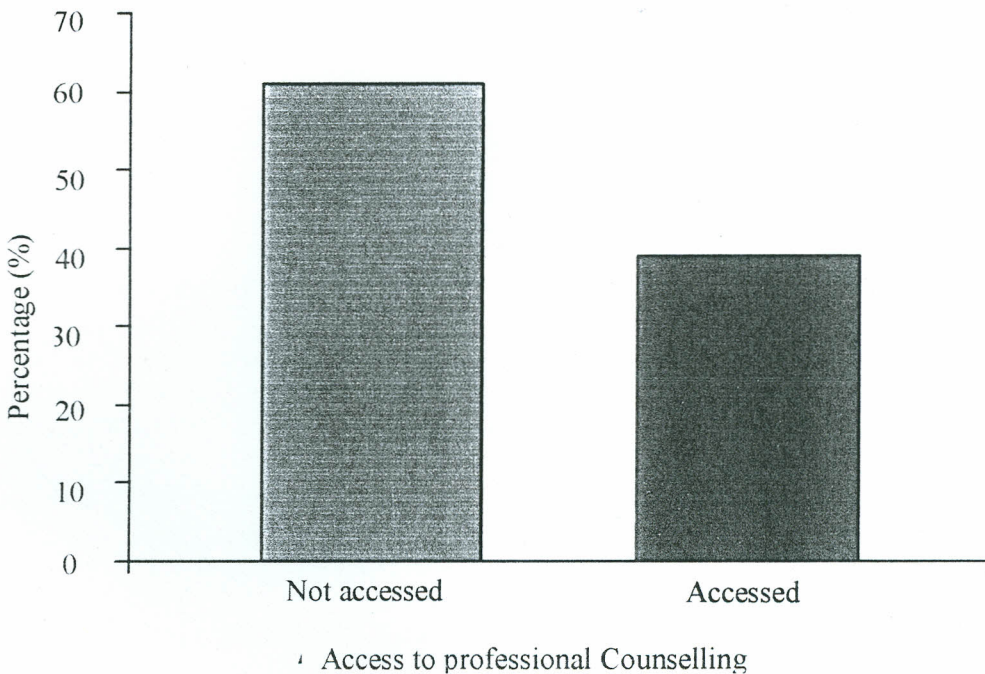 70
60
50
40
30
20
10
0
Percentage (%)
Not accessed
Accessed
Access to professional Counselling